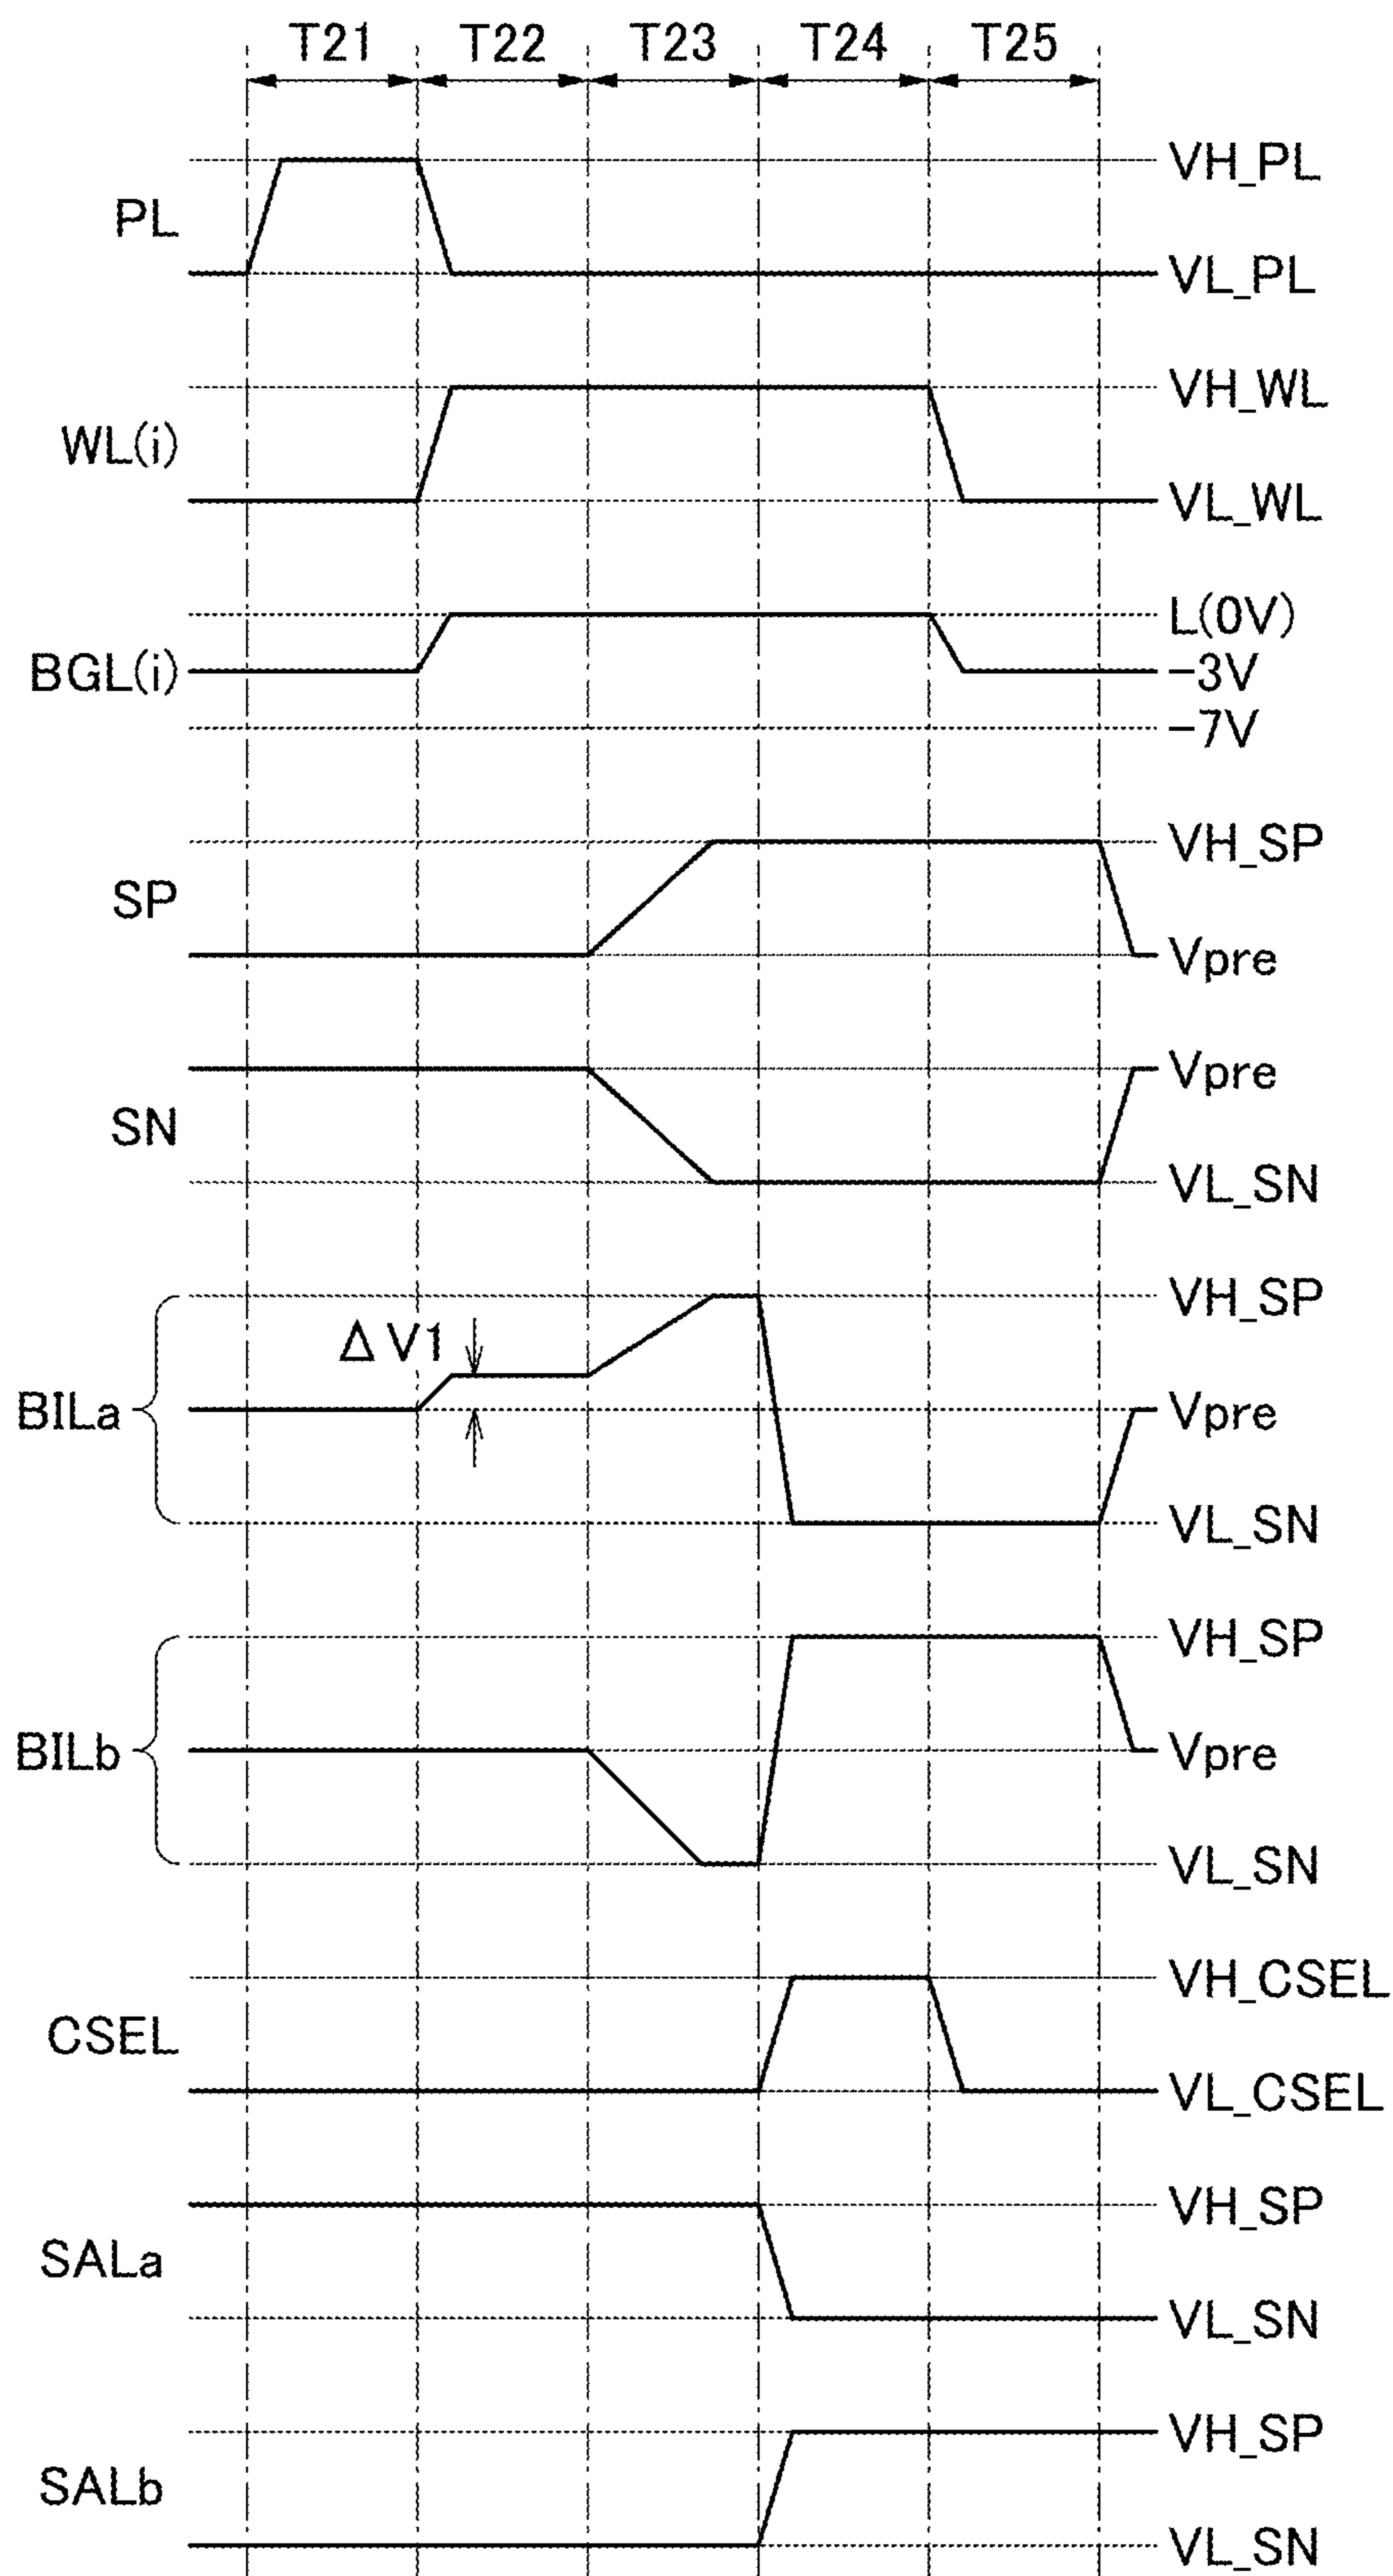 T21 T22 T23 T24 T25
PL
VH_PL
VL_PL
WL(i)
VH_WL
VL_WL
BGL(i)
L(0V)
-3V
-7V
SP
VH_SP
Vpre
SN
Vpre
VL_SN
BILa
ΔV1
VH_SP
Vpre
VL_SN
BILb
VH_SP
Vpre
VL_SN
CSEL
VH_CSEL
VL_CSEL
SALa
VH_SP
VL_SN
SALb
VH_SP
VL_SN